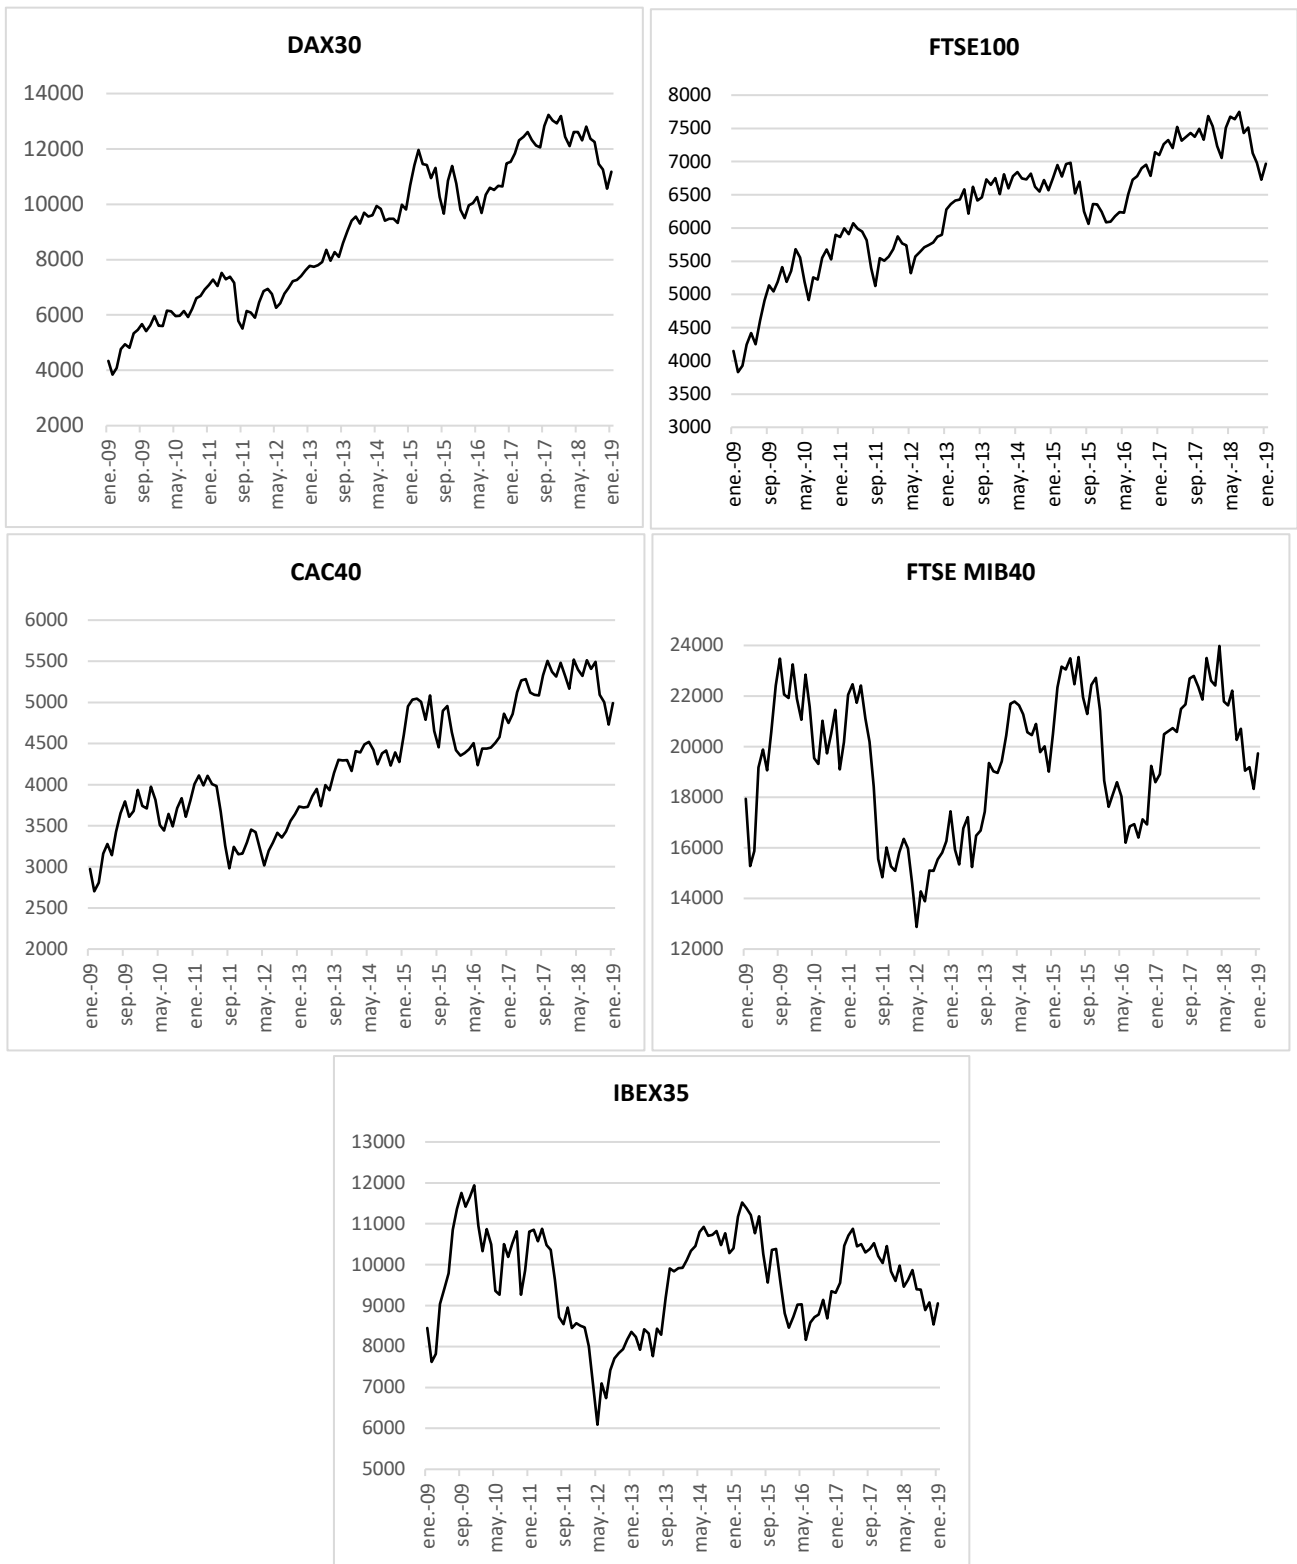 DAX30
14000
12000
10000
8000
6000
4000
2000
ene.-09
sep.-09
may.-10
ene.-11
sep.-11
may.-12
ene.-13
sep.-13
may.-14
ene.-15
sep.-15
may.-16
ene.-17
sep.-17
may.-18
ene.-19
FTSE100
8000
7500
7000
6500
6000
5500
5000
4500
4000
3500
3000
ene.-09
sep.-09
may.-10
ene.-11
sep.-11
may.-12
ene.-13
sep.-13
may.-14
ene.-15
sep.-15
may.-16
ene.-17
sep.-17
may.-18
ene.-19
CAC40
6000
5500
5000
4500
4000
3500
3000
2500
2000
ene.-09
sep.-09
may.-10
ene.-11
sep.-11
may.-12
ene.-13
sep.-13
may.-14
ene.-15
sep.-15
may.-16
ene.-17
sep.-17
may.-18
ene.-19
FTSE MIB40
24000
22000
20000
18000
16000
14000
12000
ene.-09
sep.-09
may.-10
ene.-11
sep.-11
may.-12
ene.-13
sep.-13
may.-14
ene.-15
sep.-15
may.-16
ene.-17
sep.-17
may.-18
ene.-19
IBEX35
13000
12000
11000
10000
9000
8000
7000
6000
5000
ene.-09
sep.-09
may.-10
ene.-11
sep.-11
may.-12
ene.-13
sep.-13
may.-14
ene.-15
sep.-15
may.-16
ene.-17
sep.-17
may.-18
ene.-19